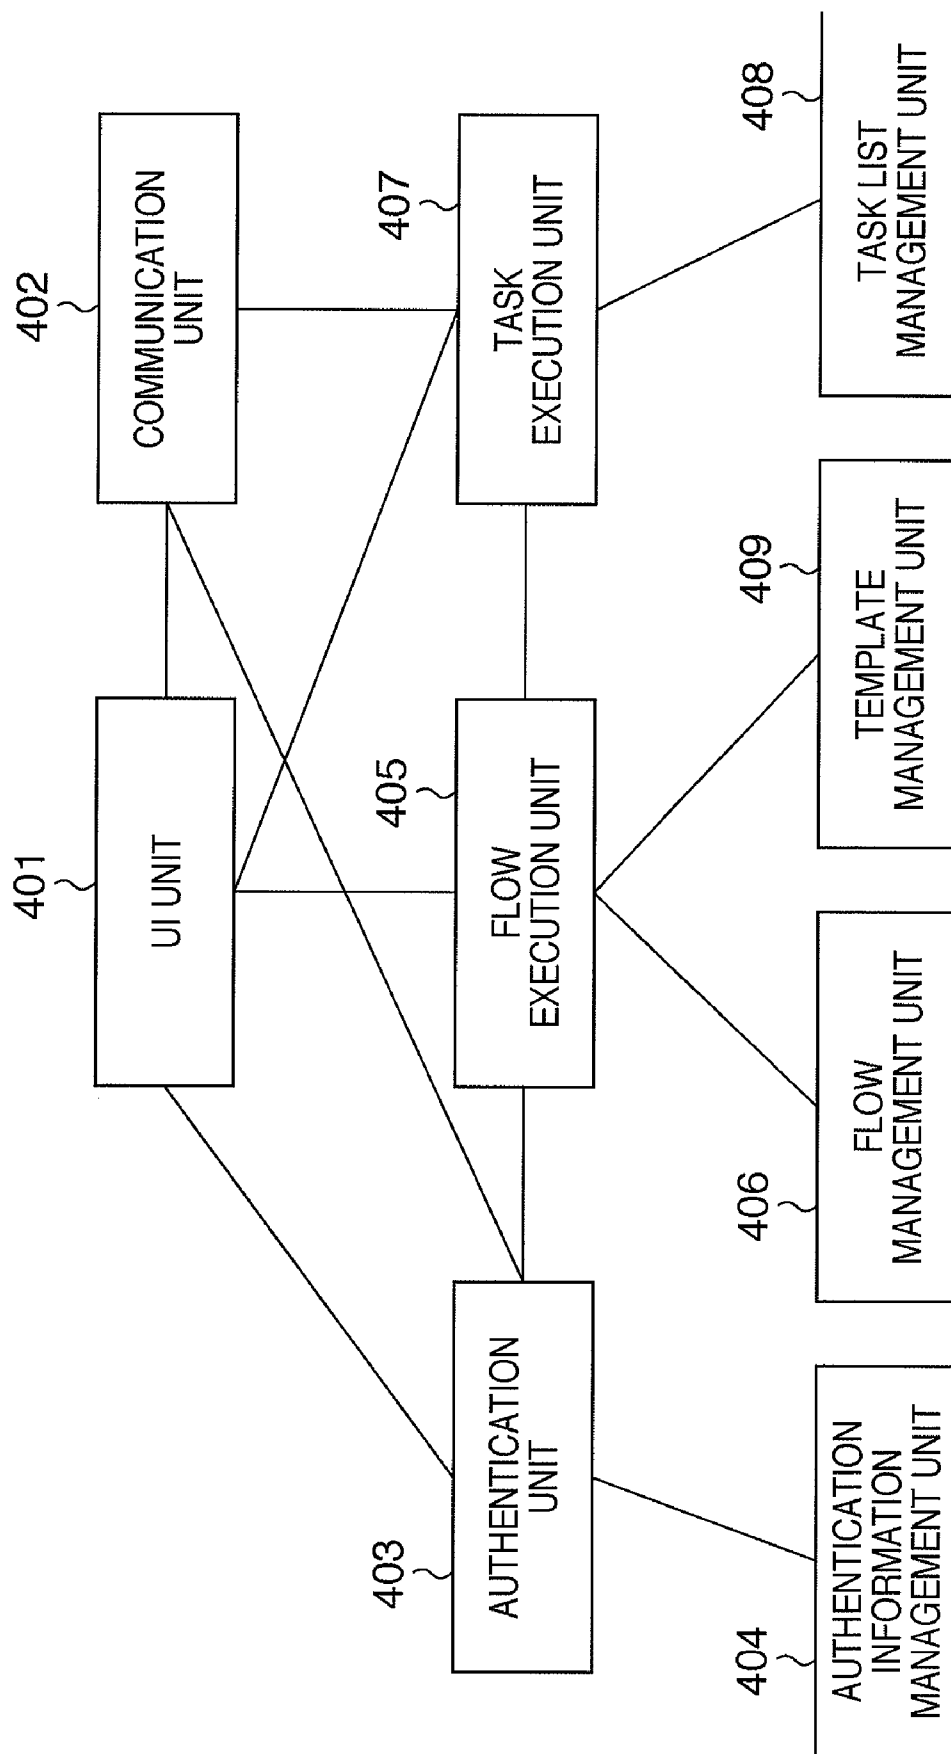 401
UI UNIT
402
COMMUNICATION
UNIT
403
AUTHENTICATION
UNIT
405
FLOW
EXECUTION UNIT
407
TASK
EXECUTION UNIT
404
AUTHENTICATION
INFORMATION
MANAGEMENT UNIT
406
FLOW
MANAGEMENT UNIT
409
TEMPLATE
MANAGEMENT UNIT
408
TASK LIST
MANAGEMENT UNIT